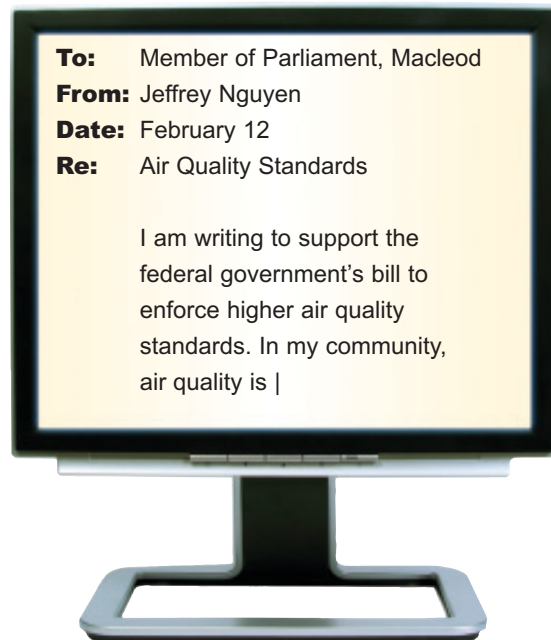 To: Member of Parliament, Macleod
From: Jeffrey Nguyen
Date: February 12
Re: Air Quality Standards
I am writing to support the
federal government’s bill to
enforce higher air quality
standards. In my community,
air quality is |